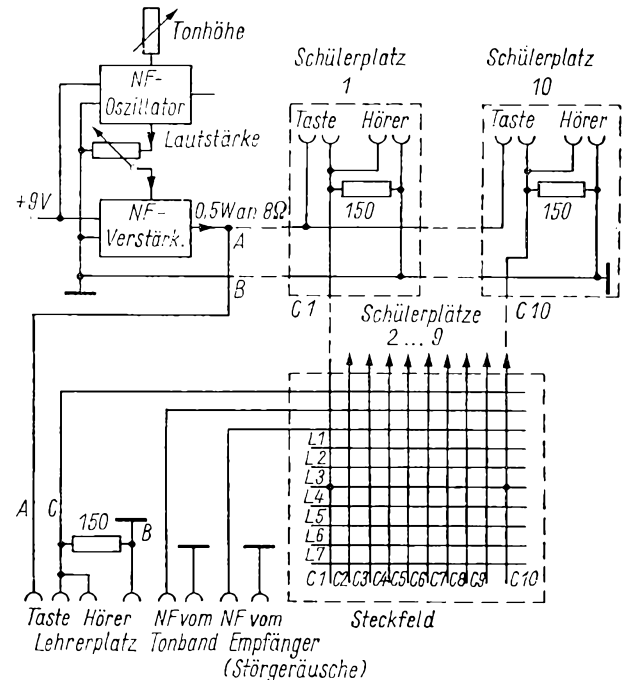 Tonhöhe
NF-
Oszillator
Lautstärke
+9V
NF-
Verstärk.
0,5W an 8Ω
A
B
Schülerplatz
1
Taste Hörer
150
C1
Schülerplatz
10
Taste Hörer
150
C10
Schülerplätze
2...9
L1
L2
L3
L4
L5
L6
L7
C1 C2 C3 C4 C5 C6 C7 C8 C9 C10
Steckfeld
A
C
150
B
Taste Hörer
Lehrerplatz
NF vom
Tonband
NF vom
Empfänger
(Störgeräusche)